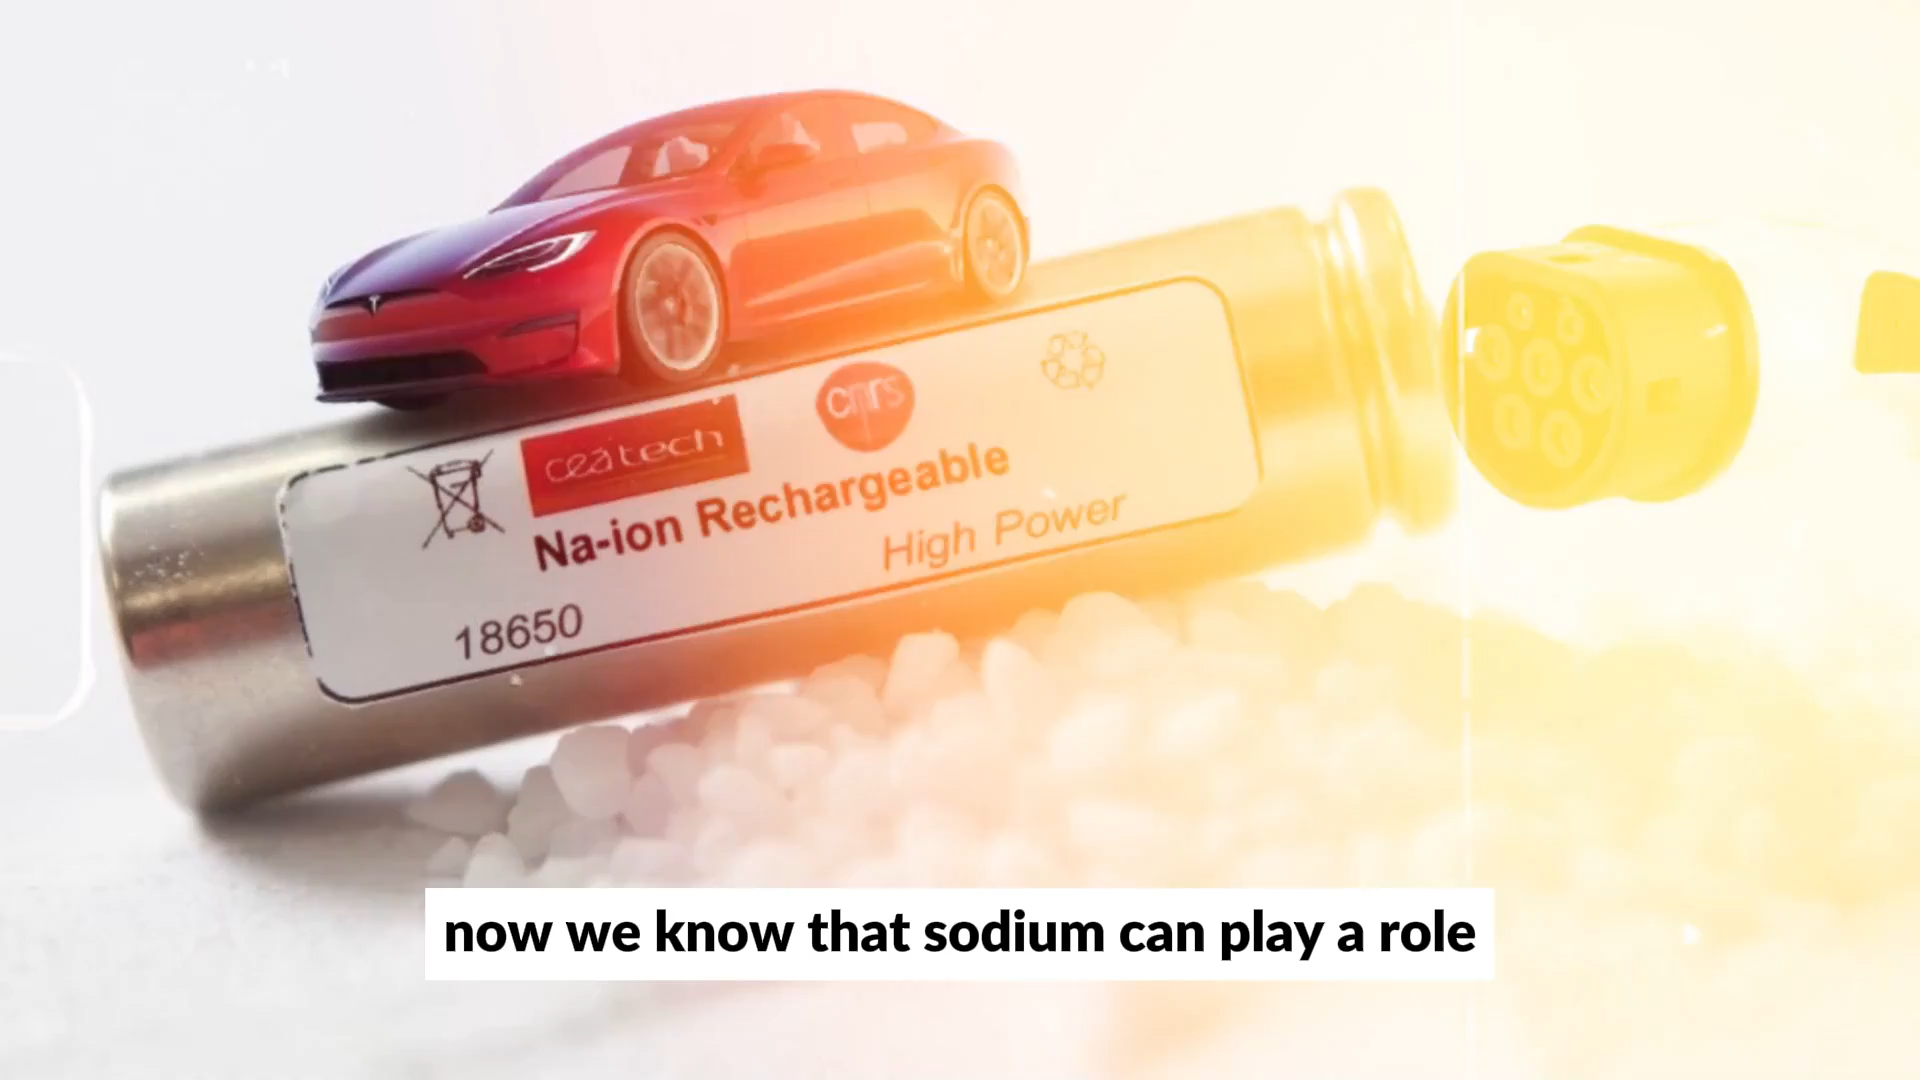 ceatech
cnrs
Na-ion Rechargeable
High Power
18650
now we know that sodium can play a role